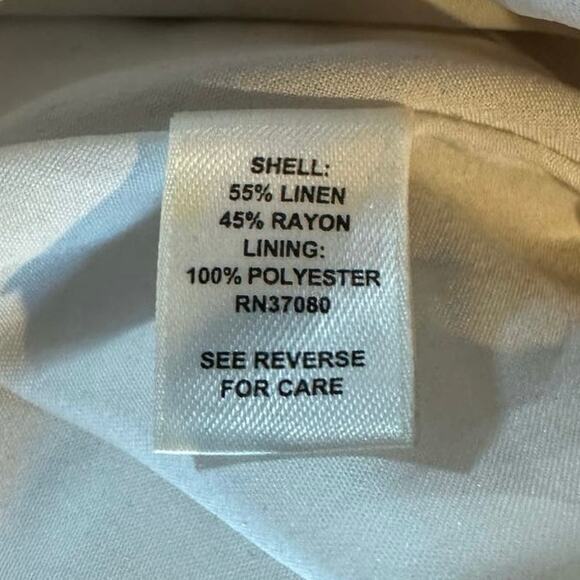 SHELL:
55% LINEN
45% RAYON
LINING:
100% POLYESTER
RN37080
SEE REVERSE
FOR CARE